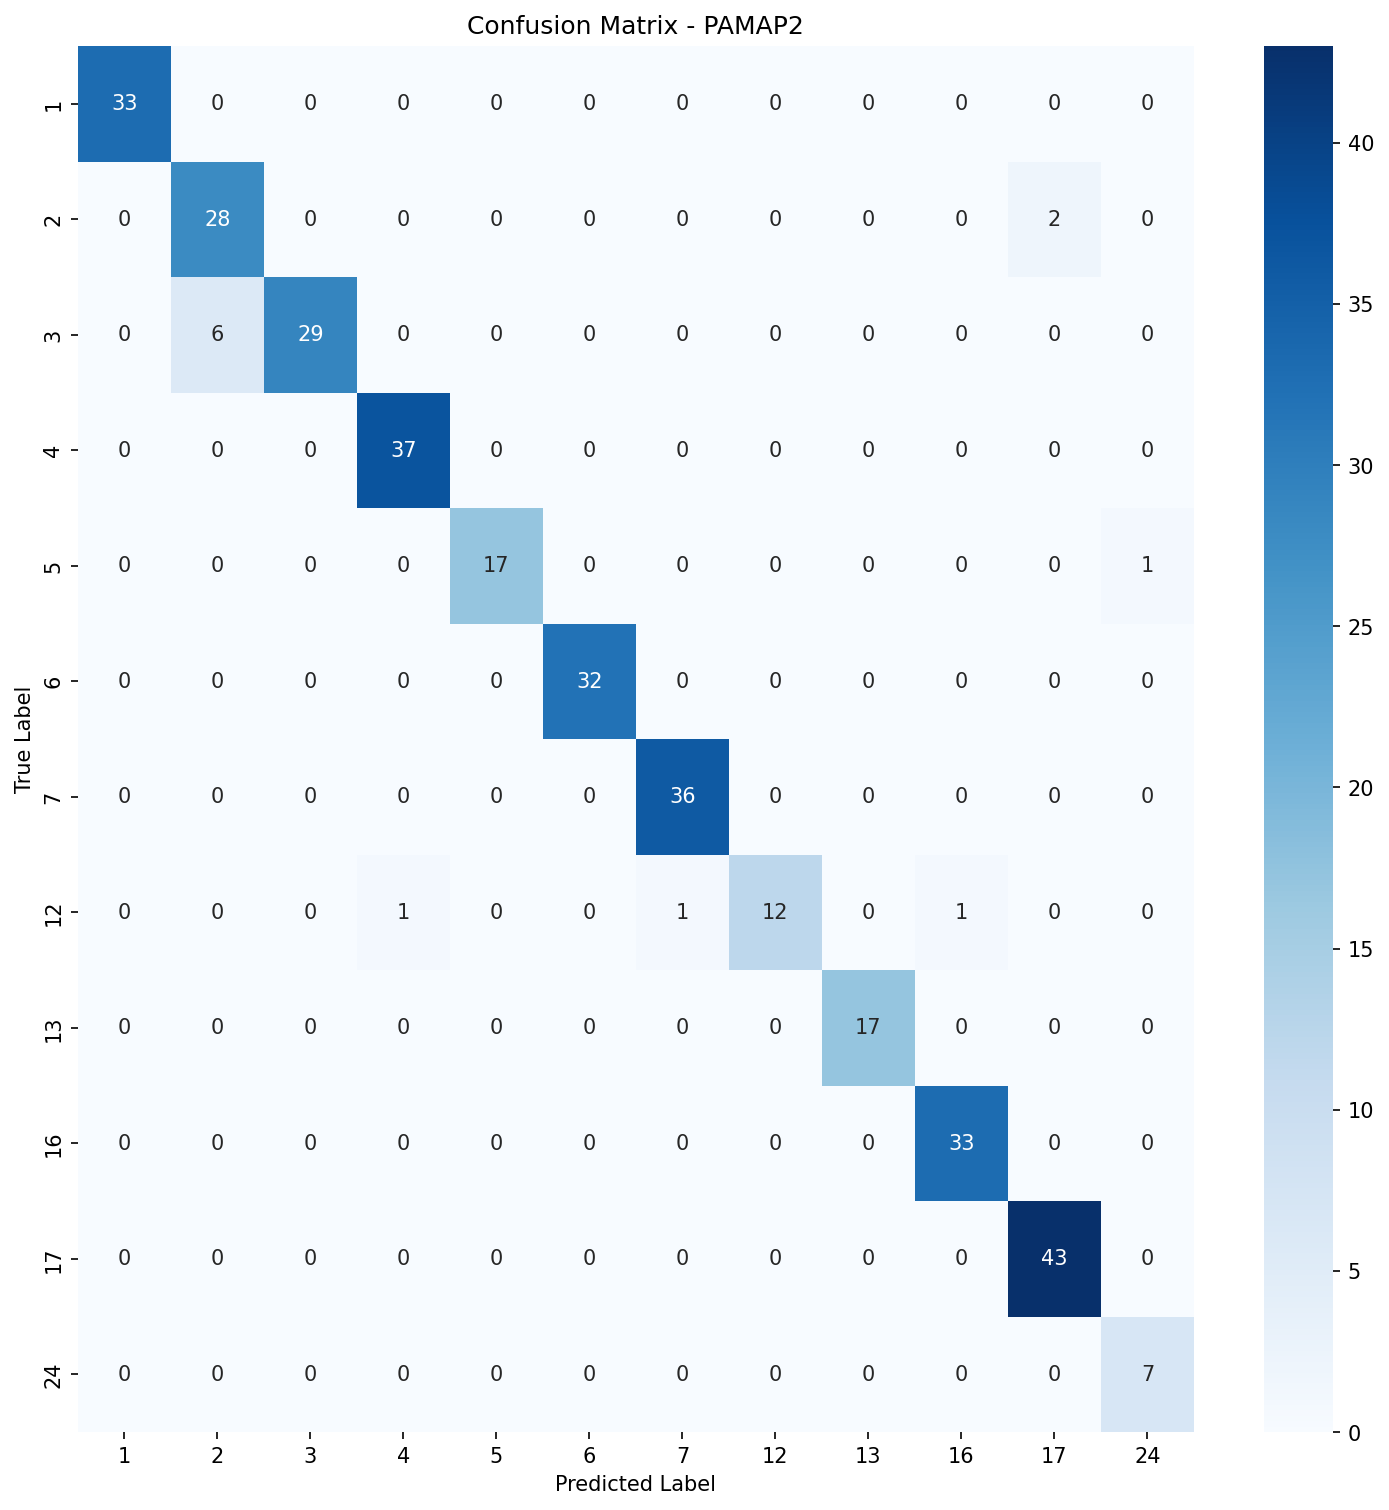 Confusion Matrix - PAMAP2
1 33 0 0 0 0 0 0 0 0 0 0 0
2 0 28 0 0 0 0 0 0 0 0 2 0
3 0 6 29 0 0 0 0 0 0 0 0 0
4 0 0 0 37 0 0 0 0 0 0 0 0
5 0 0 0 0 17 0 0 0 0 0 0 1
6 0 0 0 0 0 32 0 0 0 0 0 0
7 0 0 0 0 0 0 36 0 0 0 0 0
12 0 0 0 1 0 0 1 12 0 1 0 0
13 0 0 0 0 0 0 0 0 17 0 0 0
16 0 0 0 0 0 0 0 0 0 33 0 0
17 0 0 0 0 0 0 0 0 0 0 43 0
24 0 0 0 0 0 0 0 0 0 0 0 7
1 2 3 4 5 6 7 12 13 16 17 24
Predicted Label
True Label
40
35
30
25
20
15
10
5
0